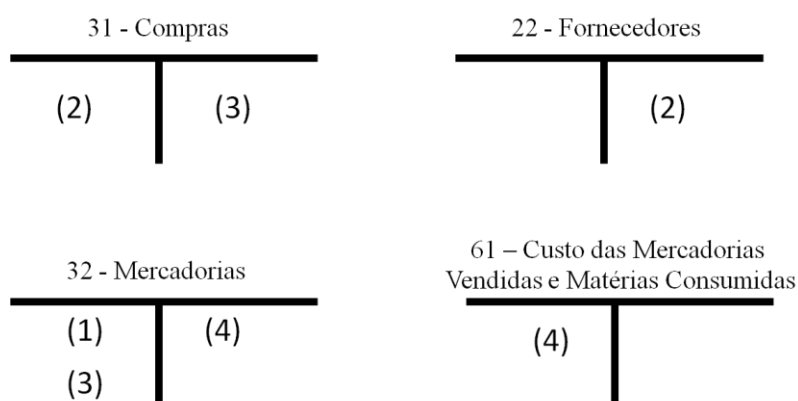 31 - Compras
22 - Fornecedores
(2)
(3)
(2)
32 - Mercadorias
61 – Custo das Mercadorias
Vendidas e Matérias Consumidas
(1)
(4)
(4)
(3)